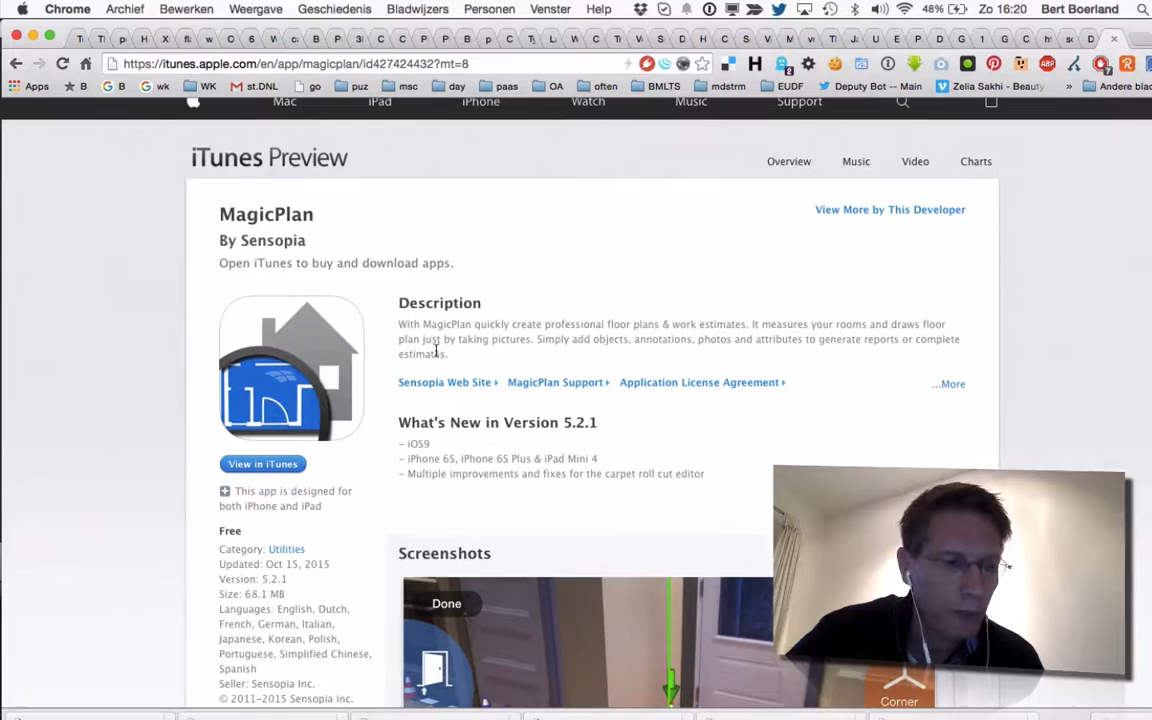 Chrome Archief Bewerken Weergave Geschiedenis Bladwijzers Personen Venster Help 48% Zo 16:20 Bert Boerland
https://itunes.apple.com/en/app/magicplan/id427424432?mt=8
Apps B B wk WK st.DNL go puz msc day paas OA often BMLTS mdstrm EUDF Deputy Bot -- Main Zelia Sakhi - Beauty » Andere blad
Mac iPad iPhone Watch Music Support
iTunes Preview
Overview Music Video Charts
MagicPlan
View More by This Developer
By Sensopia
Open iTunes to buy and download apps.
Description
With MagicPlan quickly create professional floor plans & work estimates. It measures your rooms and draws floor
plan just by taking pictures. Simply add objects, annotations, photos and attributes to generate reports or complete
estimates.
Sensopia Web Site MagicPlan Support Application License Agreement
...More
What's New in Version 5.2.1
– iOS9
– iPhone 6S, iPhone 6S Plus & iPad Mini 4
– Multiple improvements and fixes for the carpet roll cut editor
View in iTunes
This app is designed for
both iPhone and iPad
Free
Category: Utilities
Updated: Oct 15, 2015
Version: 5.2.1
Size: 68.1 MB
Languages: English, Dutch,
French, German, Italian,
Japanese, Korean, Polish,
Portuguese, Simplified Chinese,
Spanish
Seller: Sensopia Inc.
© 2011-2015 Sensopia inc.
Screenshots
Done
Corner